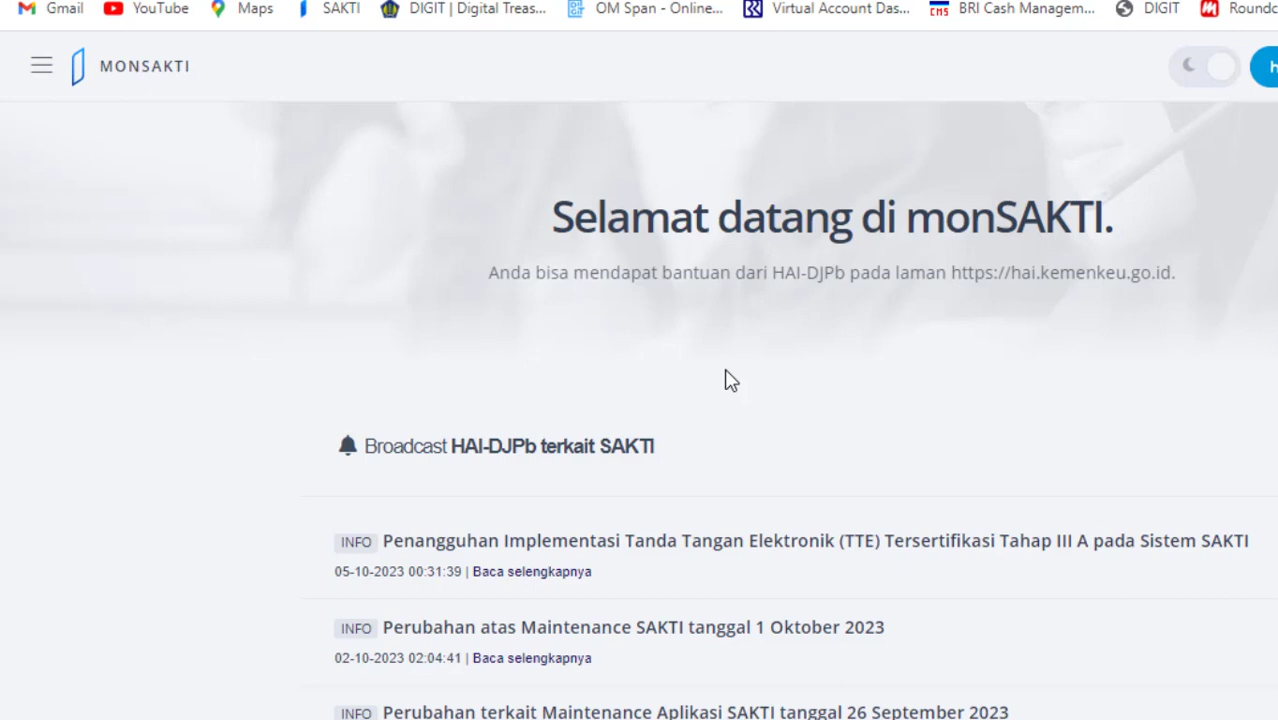 Gmail YouTube Maps SAKTI DIGIT | Digital Treas... OM Span - Online... Virtual Account Das... CMS BRI Cash Managem... DIGIT Roundc
MONSAKTI
Selamat datang di monSAKTI.
Anda bisa mendapat bantuan dari HAI-DJPb pada laman https://hai.kemenkeu.go.id.
Broadcast HAI-DJPb terkait SAKTI
INFO Penangguhan Implementasi Tanda Tangan Elektronik (TTE) Tersertifikasi Tahap III A pada Sistem SAKTI
05-10-2023 00:31:39 | Baca selengkapnya
INFO Perubahan atas Maintenance SAKTI tanggal 1 Oktober 2023
02-10-2023 02:04:41 | Baca selengkapnya
INFO Perubahan terkait Maintenance Aplikasi SAKTI tanggal 26 September 2023